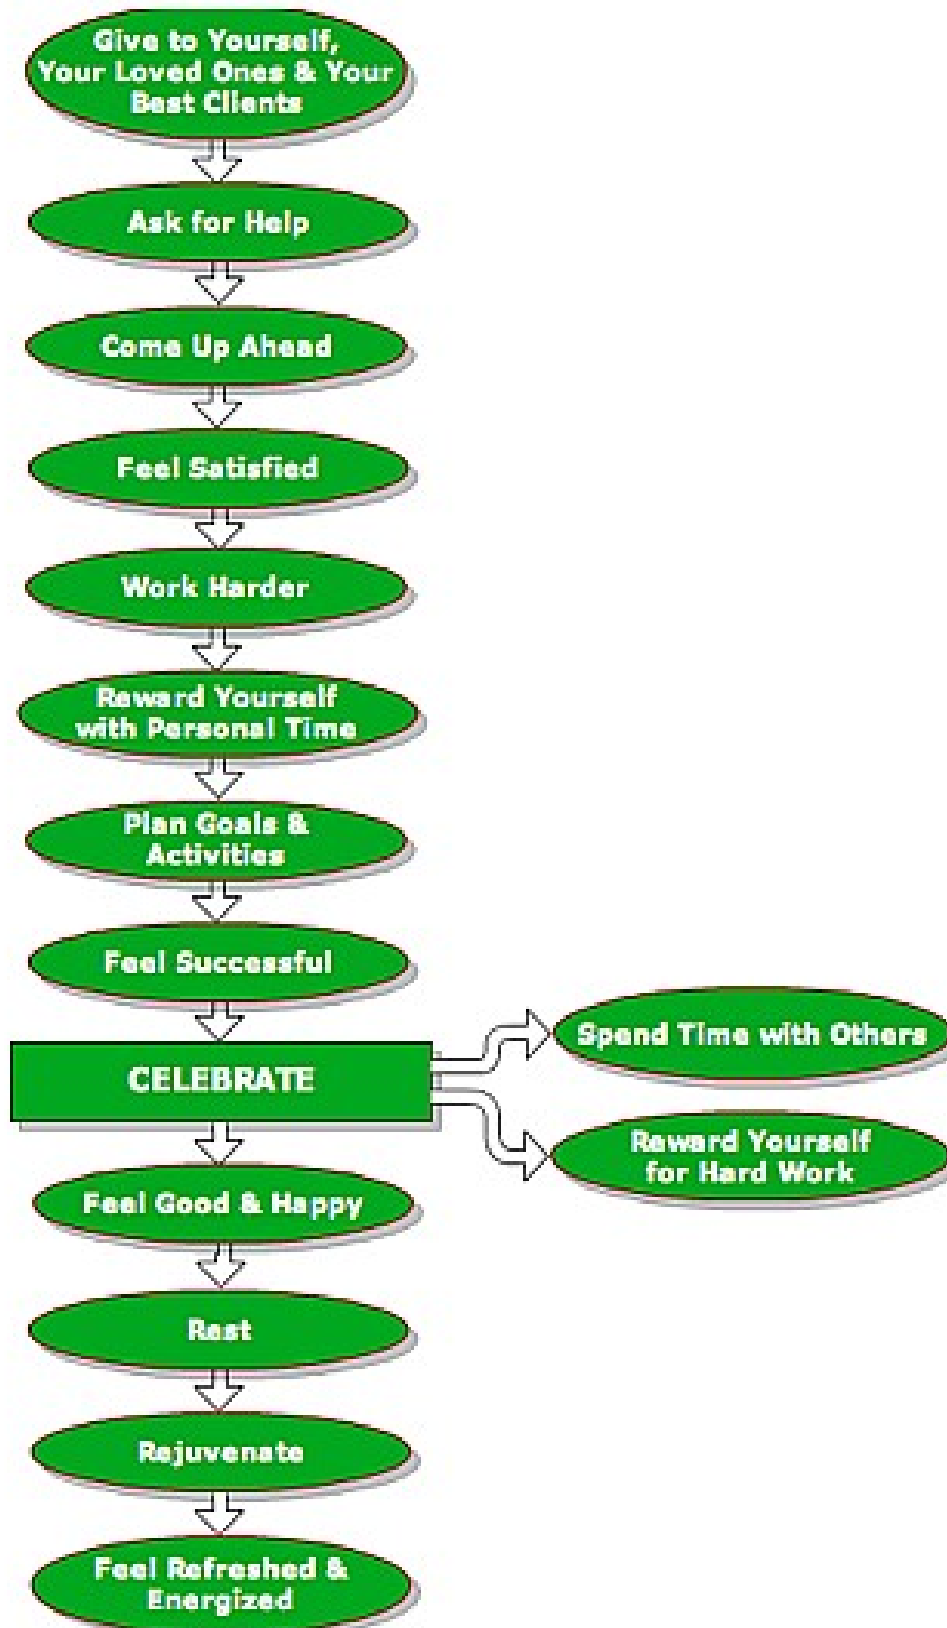 Give to Yourself,
Your Loved Ones & Your
Best Clients
Ask for Help
Come Up Ahead
Feel Satisfied
Work Harder
Reward Yourself
with Personal Time
Plan Goals &
Activities
Feel Successful
CELEBRATE
Spend Time with Others
Reward Yourself
for Hard Work
Feel Good & Happy
Rest
Rejuvenate
Feel Refreshed &
Energized